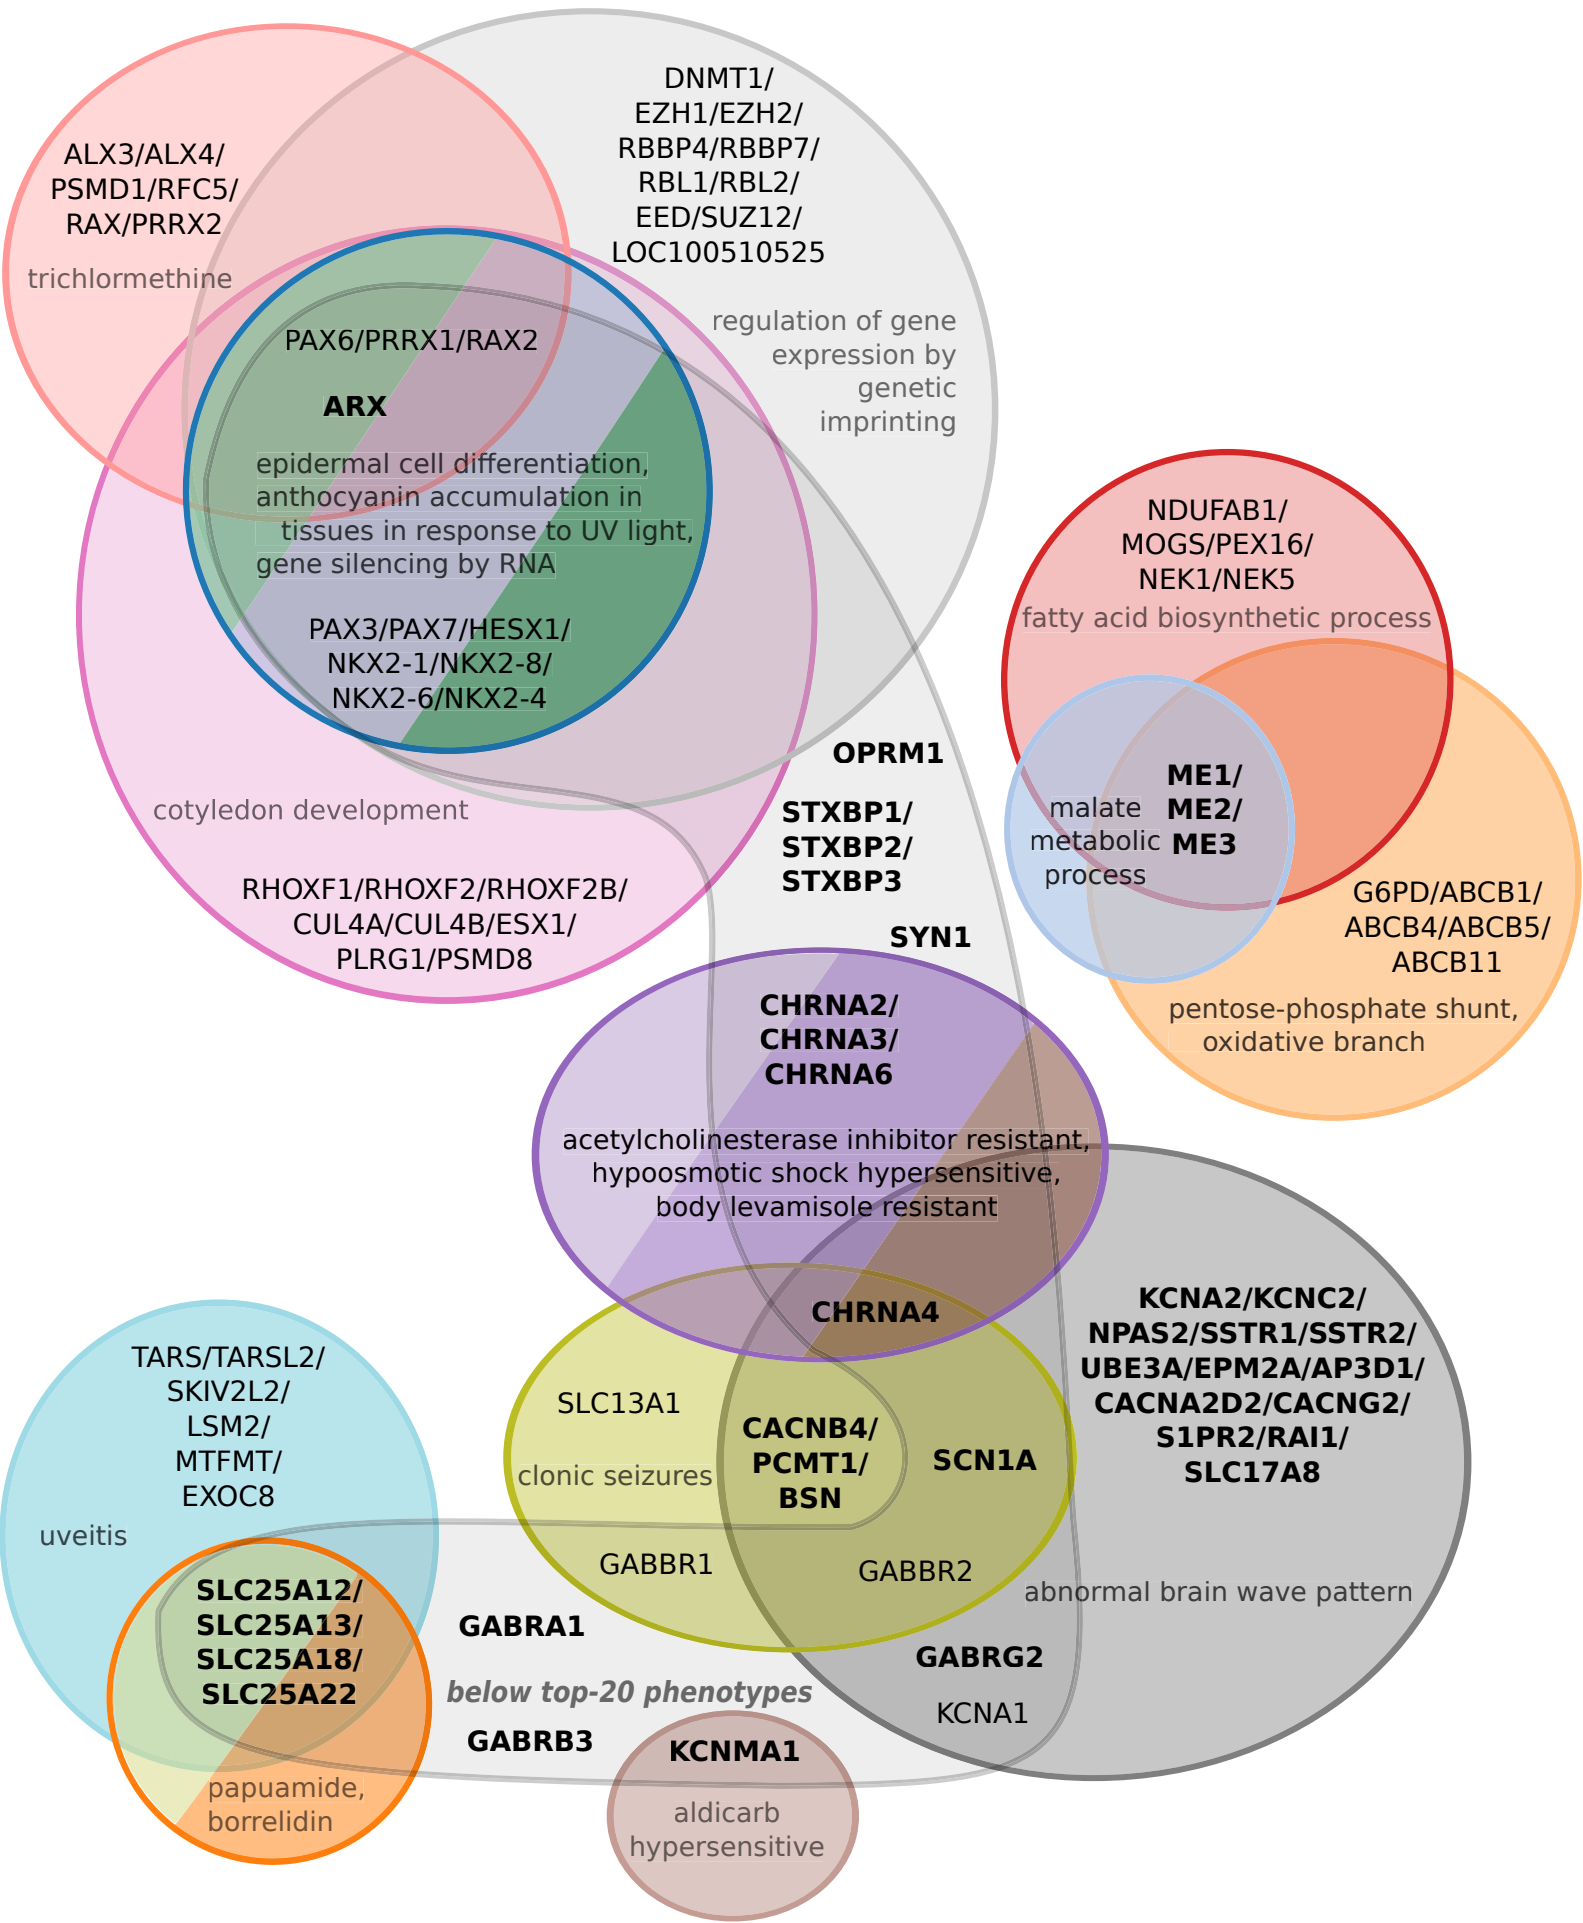 DNMT1/
EZH1/EZH2/
RBBP4/RBBP7/
RBL1/RBL2/
EED/SUZ12/
LOC100510525
regulation of gene
expression by
genetic
imprinting
ALX3/ALX4/
PSMD1/RFC5/
RAX/PRRX2
trichlormethine
PAX6/PRRX1/RAX2
ARX
epidermal cell differentiation,
anthocyanin accumulation in
tissues in response to UV light,
gene silencing by RNA
PAX3/PAX7/HESX1/
NKX2-1/NKX2-8/
NKX2-6/NKX2-4
cotyledon development
RHOXF1/RHOXF2/RHOXF2B/
CUL4A/CUL4B/ESX1/
PLRG1/PSMD8
NDUFAB1/
MOGS/PEX16/
NEK1/NEK5
fatty acid biosynthetic process
ME1/
ME2/
ME3
malate
metabolic
process
G6PD/ABCB1/
ABCB4/ABCB5/
ABCB11
pentose-phosphate shunt,
oxidative branch
OPRM1
STXBP1/
STXBP2/
STXBP3
SYN1
CHRNA2/
CHRNA3/
CHRNA6
acetylcholinesterase inhibitor resistant,
hypoosmotic shock hypersensitive,
body levamisole resistant
CHRNA4
SLC13A1
clonic seizures
CACNB4/
PCMT1/
BSN
SCN1A
GABBR1
GABBR2
KCNA2/KCNC2/
NPAS2/SSTR1/SSTR2/
UBE3A/EPM2A/AP3D1/
CACNA2D2/CACNG2/
S1PR2/RAI1/
SLC17A8
abnormal brain wave pattern
GABRG2
KCNA1
TARS/TARSL2/
SKIV2L2/
LSM2/
MTFMT/
EXOC8
uveitis
SLC25A12/
SLC25A13/
SLC25A18/
SLC25A22
papuamide,
borrelidin
GABRA1
below top-20 phenotypes
GABRB3
KCNMA1
aldicarb
hypersensitive